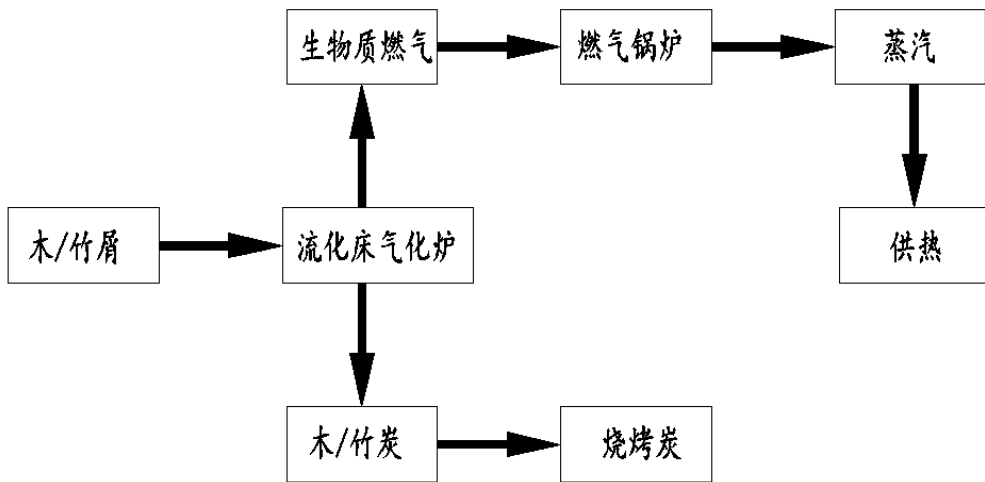 生物质燃气
燃气锅炉
蒸汽
木/竹屑
流化床气化炉
供热
木/竹炭
烧烤炭